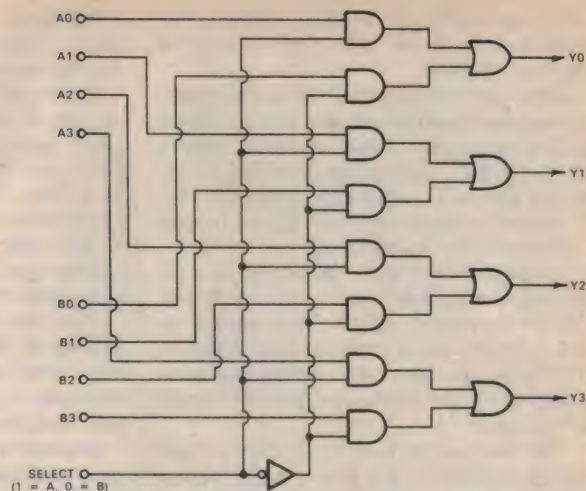 A0
A1
A2
A3
B0
B1
B2
B3
SELECT
(1 = A, 0 = B)
Y0
Y1
Y2
Y3